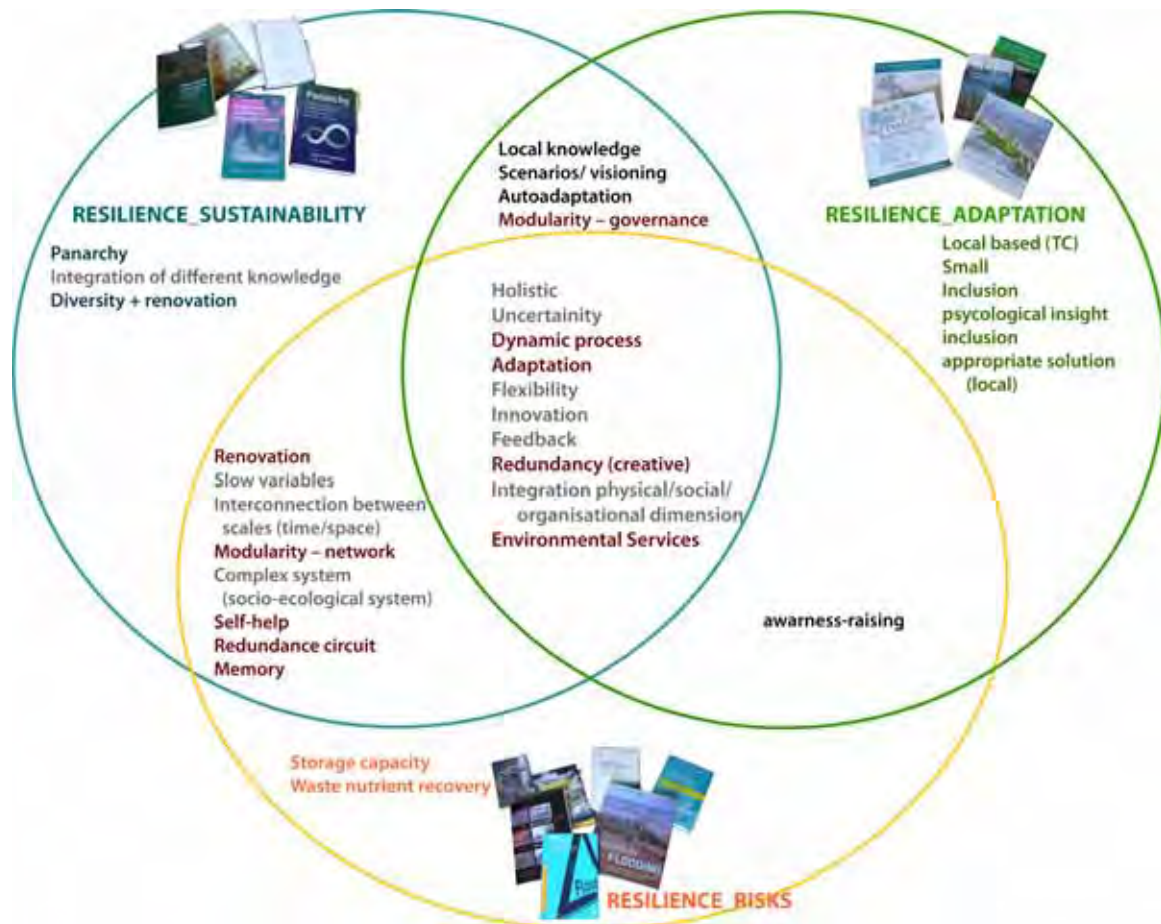 Panarchy
Local knowledge
Scenarios/ visioning
Autoadaptation
Modularity – governance
RESILIENCE_SUSTAINABILITY
Panarchy
Integration of different knowledge
Diversity + renovation
RESILIENCE_ADAPTATION
Local based (TC)
Small
Inclusion
psycological insight
inclusion
appropriate solution
(local)
Holistic
Uncertainity
Dynamic process
Adaptation
Flexibility
Innovation
Feedback
Redundancy (creative)
Integration physical/social/
organisational dimension
Environmental Services
Renovation
Slow variables
Interconnection between
scales (time/space)
Modularity – network
Complex system
(socio-ecological system)
Self-help
Redundance circuit
Memory
awarness-raising
Storage capacity
Waste nutrient recovery
FLOODING
RESILIENCE_RISKS